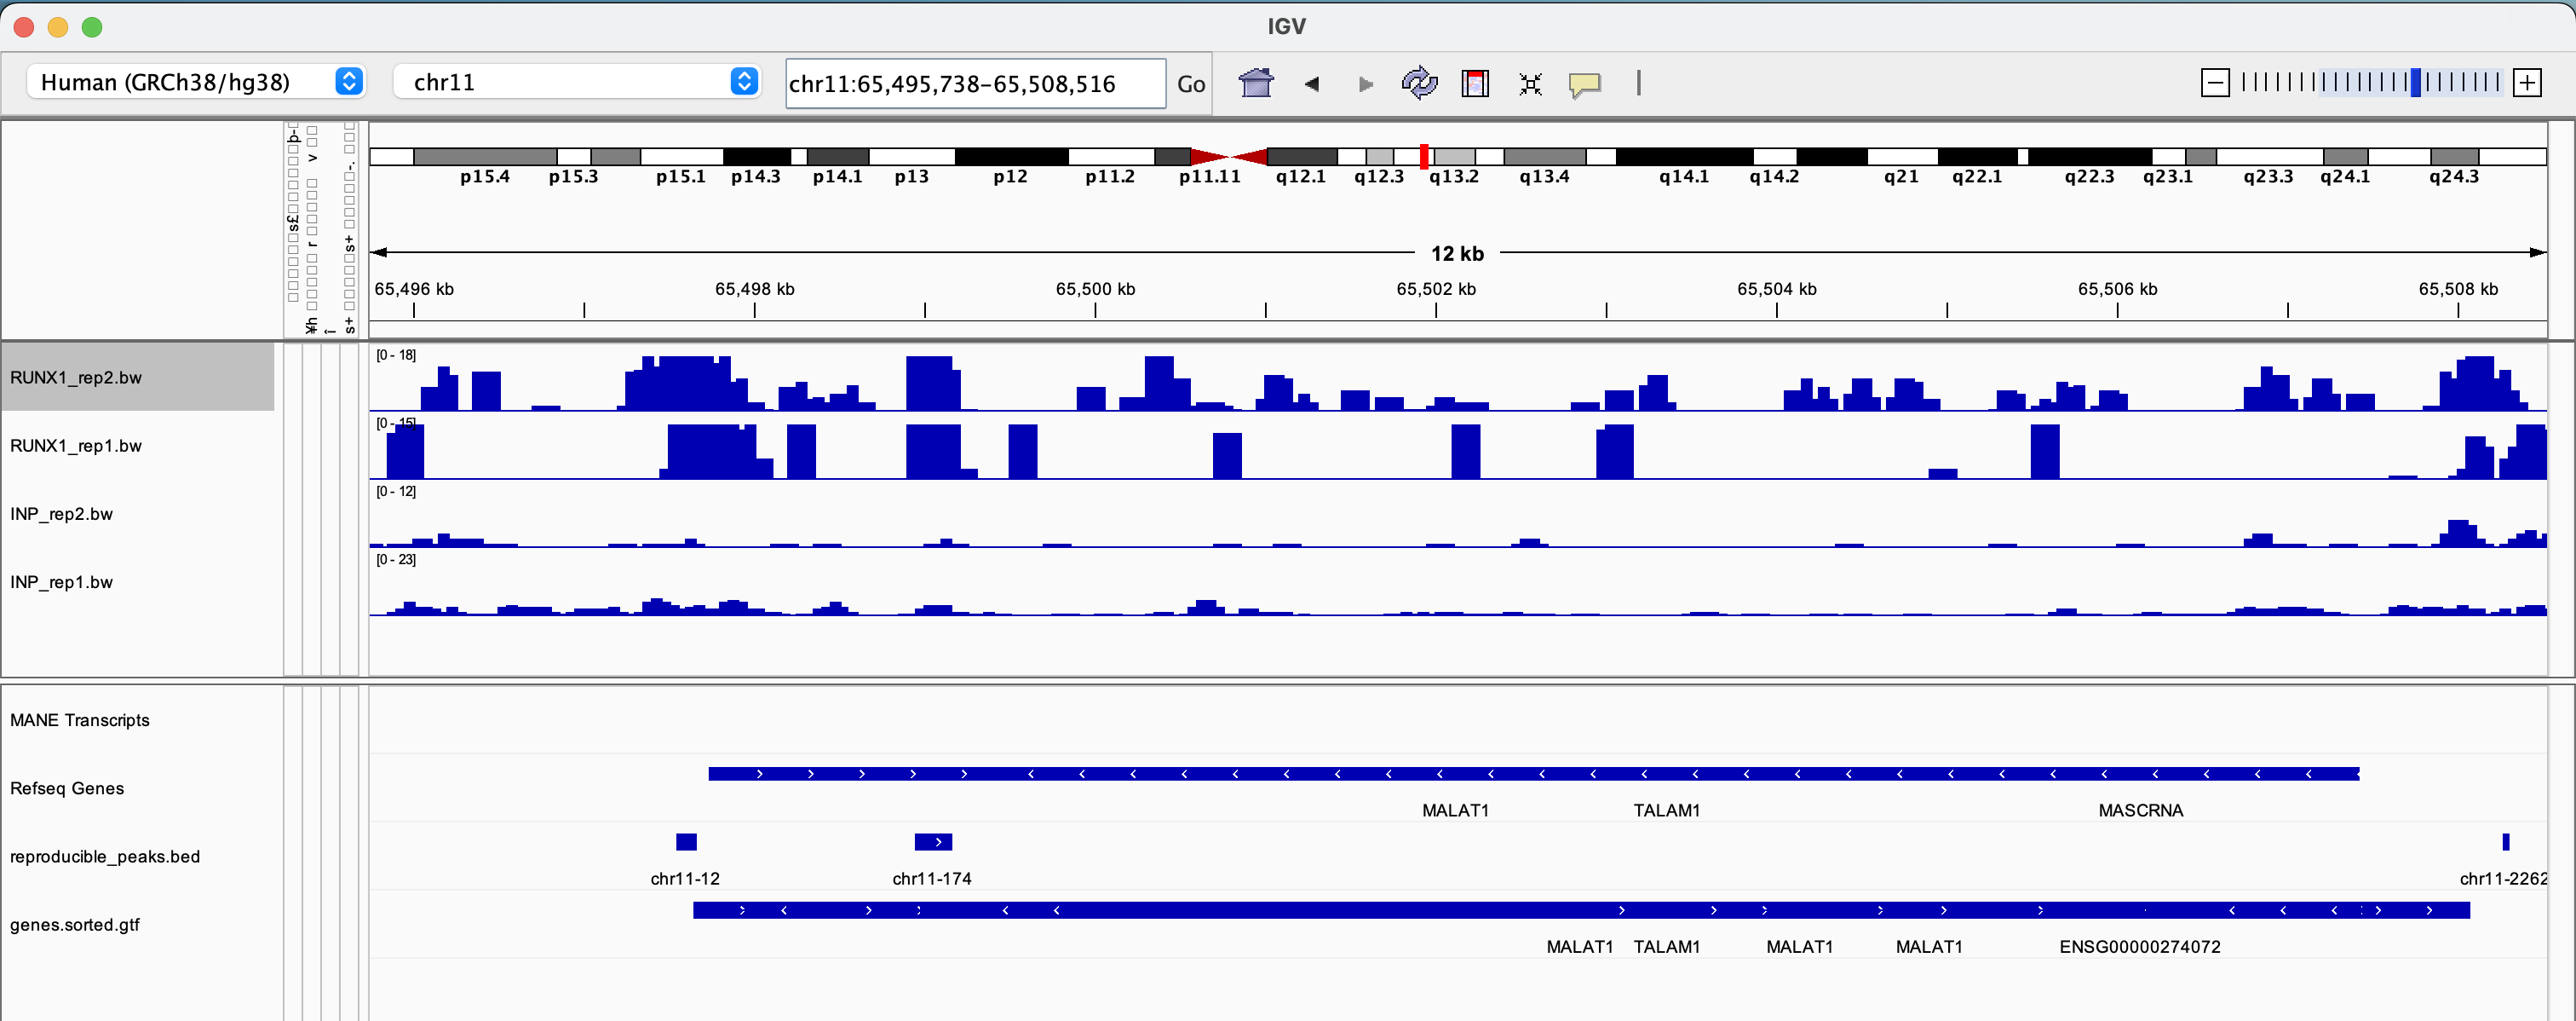 IGV
Human (GRCh38/hg38) chr11 chr11:65,495,738-65,508,516 Go
p15.4 p15.3 p15.1 p14.3 p14.1 p13 p12 p11.2 p11.11 q12.1 q12.3 q13.2 q13.4 q14.1 q14.2 q21 q22.1 q22.3 q23.1 q23.3 q24.1 q24.3
12 kb
65,496 kb 65,498 kb 65,500 kb 65,502 kb 65,504 kb 65,506 kb 65,508 kb
[0 - 18]
RUNX1_rep2.bw
[0 - 15]
RUNX1_rep1.bw
[0 - 12]
INP_rep2.bw
[0 - 23]
INP_rep1.bw
MANE Transcripts
Refseq Genes
MALAT1 TALAM1 MASCRNA
reproducible_peaks.bed
chr11-12 chr11-174 chr11-2262
genes.sorted.gtf
MALAT1 TALAM1 MALAT1 MALAT1 ENSG00000274072